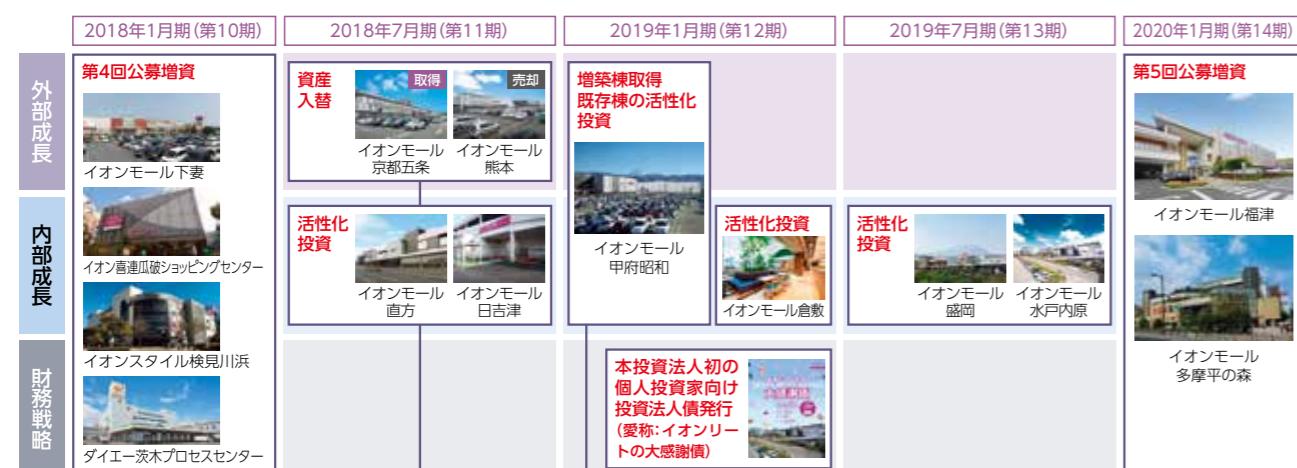 2018年1月期(第10期)
2018年7月期(第11期)
2019年1月期(第12期)
2019年7月期(第13期)
2020年1月期(第14期)
外部成長
内部成長
財務戦略
第4回公募増資
イオンモール下妻
イオン喜連瓜破ショッピングセンター
イオンスタイル検見川浜
ダイエー茨木プロセスセンター
資産
入替
取得
売却
イオンモール
京都五条
イオンモール
熊本
活性化
投資
イオンモール
直方
イオンモール
日吉津
増築棟取得
既存棟の活性化
投資
イオンモール
甲府昭和
活性化投資
イオンモール倉敷
本投資法人初の
個人投資家向け
投資法人債発行
(愛称:イオンリー
トの大感謝債)
活性化
投資
イオンモール
盛岡
イオンモール
水戸内原
第5回公募増資
イオンモール福津
イオンモール
多摩平の森